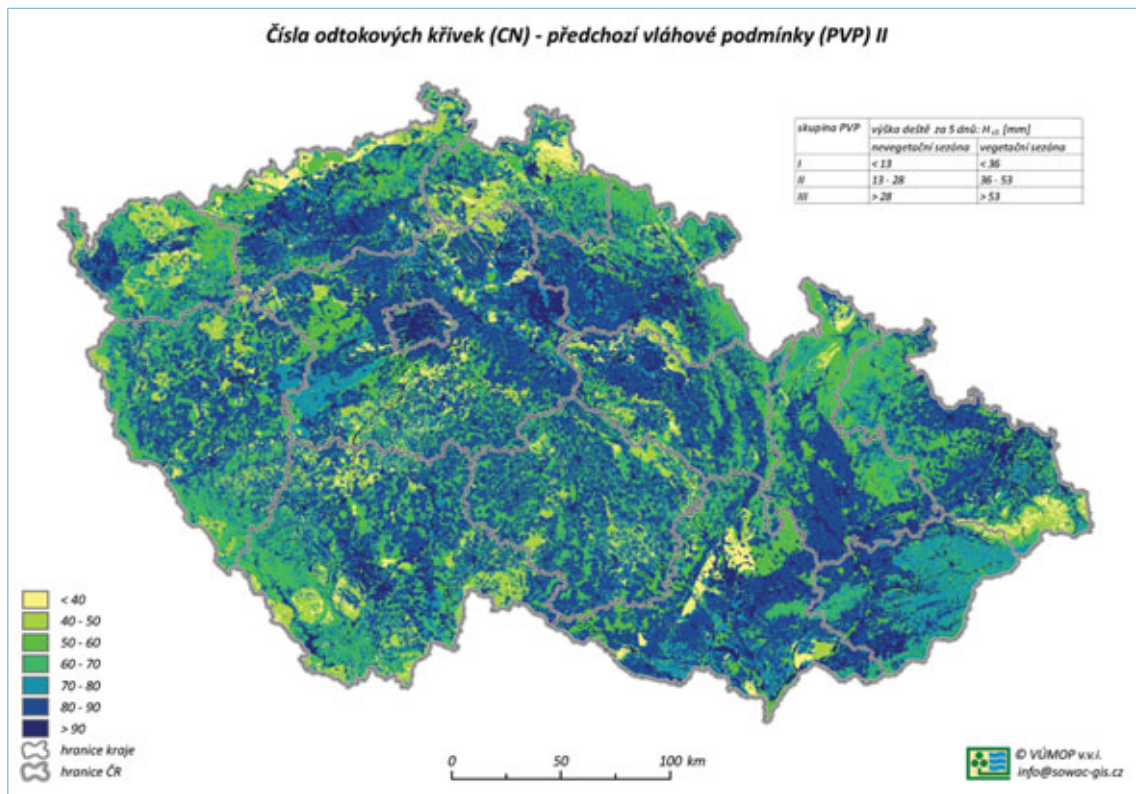 Čísla odtokových křivek (CN) - předchozí vláhové podmínky (PVP) II
skupina PVP výška deště za 5 dnů: H s5 [mm]
nevegetační sezóna vegetační sezóna
I < 13 < 36
II 13 - 28 36 - 53
III > 28 > 53
< 40
40 - 50
50 - 60
60 - 70
70 - 80
80 - 90
> 90
hranice kraje
hranice ČR
0 50 100 km
© VÚMOP v.v.i.
info@sowac-gis.cz